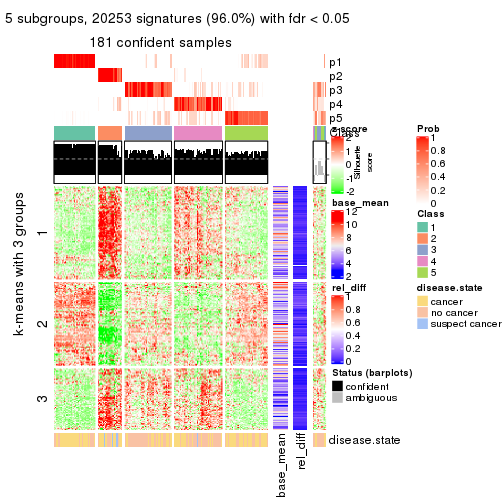 5 subgroups, 20253 signatures (96.0%) with fdr < 0.05
181 confident samples
p1
p2
p3
p4
p5
Class
Silhouette
score
k-means with 3 groups
1
2
3
disease.state
base_mean
rel_diff
z-score
2
1
0
-1
-2
base_mean
12
10
8
6
4
2
rel_diff
1
0.8
0.6
0.4
0.2
0
Status (barplots)
confident
ambiguous
Prob
1
0.8
0.6
0.4
0.2
0
Class
1
2
3
4
5
disease.state
cancer
no cancer
suspect cancer